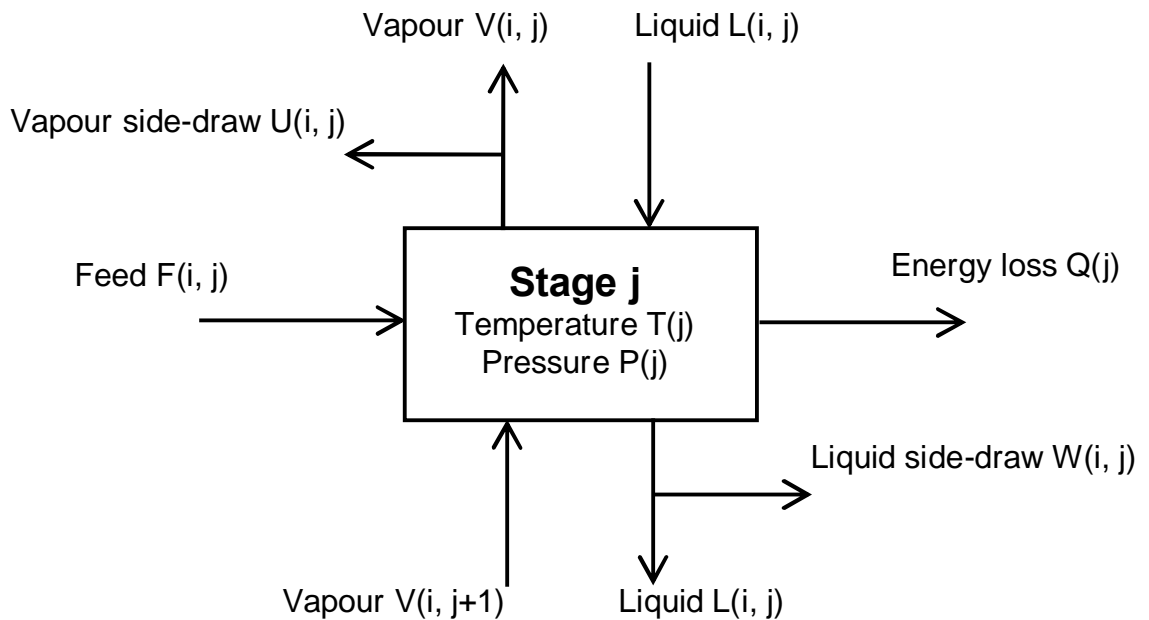 Vapour V(i, j)
Liquid L(i, j)
Vapour side-draw U(i, j)
Feed F(i, j)
Stage j
Temperature T(j)
Pressure P(j)
Energy loss Q(j)
Liquid side-draw W(i, j)
Vapour V(i, j+1)
Liquid L(i, j)